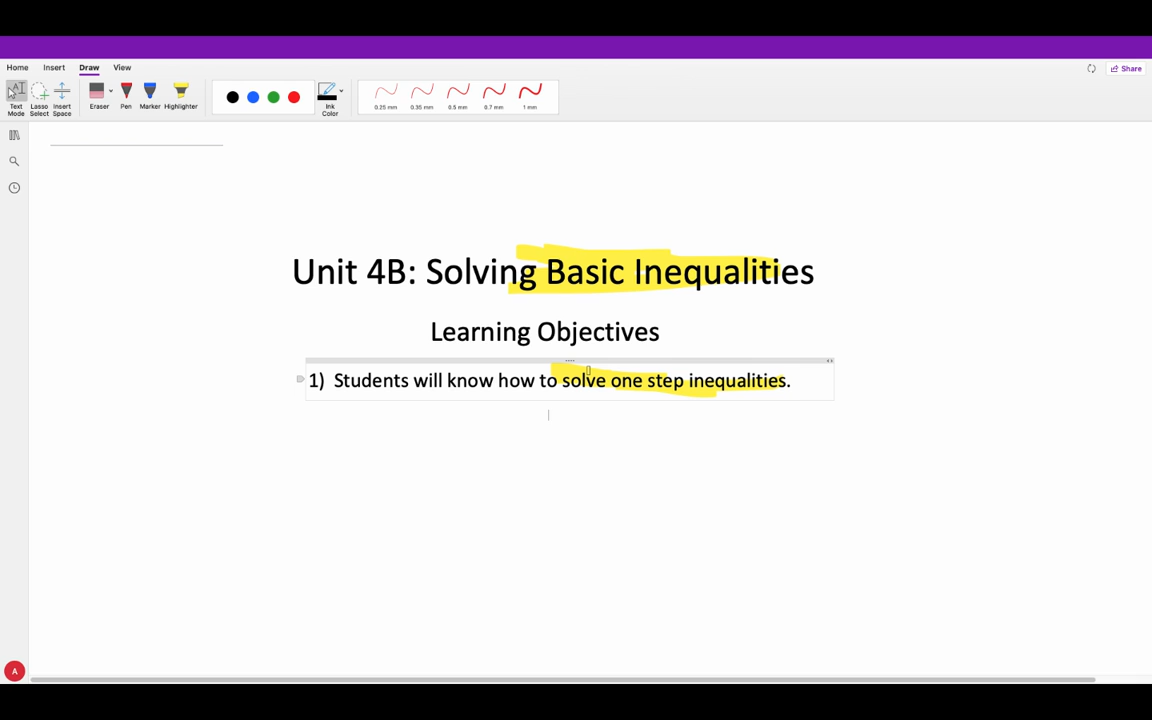 Home Insert Draw View
Share
Text Mode
Lasso Select
Insert Space
Eraser
Pen
Marker
Highlighter
Ink Color
0.25 mm
0.35 mm
0.5 mm
0.7 mm
1 mm
Unit 4B: Solving Basic Inequalities
Learning Objectives
1) Students will know how to solve one step inequalities.
A